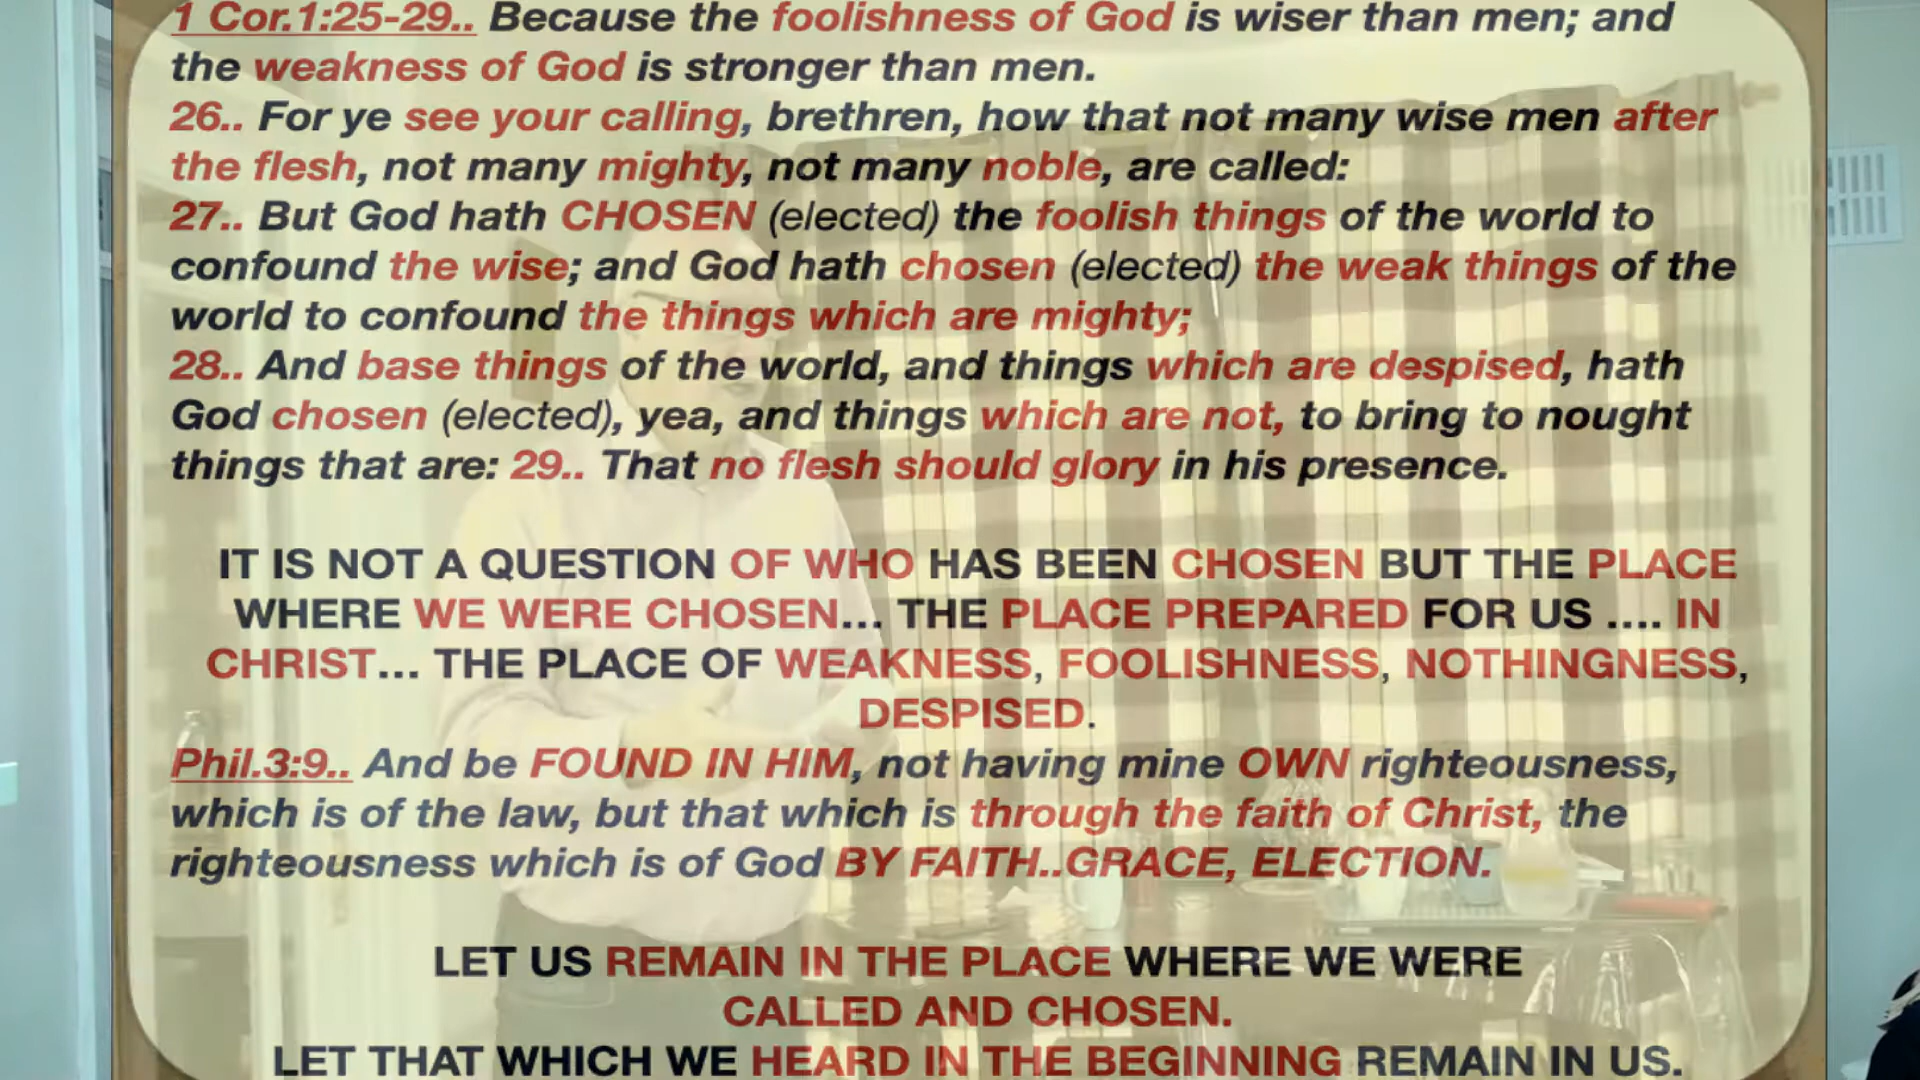 1 Cor.1:25-29.. Because the foolishness of God is wiser than men; and
the weakness of God is stronger than men.
26.. For ye see your calling, brethren, how that not many wise men after
the flesh, not many mighty, not many noble, are called:
27.. But God hath CHOSEN (elected) the foolish things of the world to
confound the wise; and God hath chosen (elected) the weak things of the
world to confound the things which are mighty;
28.. And base things of the world, and things which are despised, hath
God chosen (elected), yea, and things which are not, to bring to nought
things that are: 29.. That no flesh should glory in his presence.
IT IS NOT A QUESTION OF WHO HAS BEEN CHOSEN BUT THE PLACE
WHERE WE WERE CHOSEN... THE PLACE PREPARED FOR US .... IN
CHRIST... THE PLACE OF WEAKNESS, FOOLISHNESS, NOTHINGNESS,
DESPISED.
Phil.3:9.. And be FOUND IN HIM, not having mine OWN righteousness,
which is of the law, but that which is through the faith of Christ, the
righteousness which is of God BY FAITH..GRACE, ELECTION.
LET US REMAIN IN THE PLACE WHERE WE WERE
CALLED AND CHOSEN.
LET THAT WHICH WE HEARD IN THE BEGINNING REMAIN IN US.